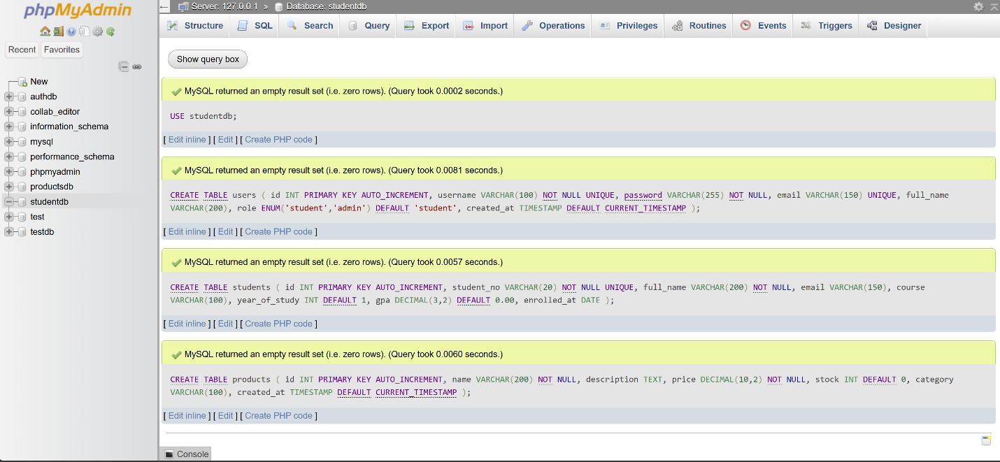 phpMyAdmin
Recent Favorites
New
authdb
collab_editor
information_schema
mysql
performance_schema
phpmyadmin
productsdb
studentdb
test
testdb
Server: 127.0.0.1 » Database: studentdb
Structure SQL Search Query Export Import Operations Privileges Routines Events Triggers Designer
Show query box
MySQL returned an empty result set (i.e. zero rows). (Query took 0.0002 seconds.)
USE studentdb;
[ Edit inline ] [ Edit ] [ Create PHP code ]
MySQL returned an empty result set (i.e. zero rows). (Query took 0.0081 seconds.)
CREATE TABLE users ( id INT PRIMARY KEY AUTO_INCREMENT, username VARCHAR(100) NOT NULL UNIQUE, password VARCHAR(255) NOT NULL, email VARCHAR(150) UNIQUE, full_name
VARCHAR(200), role ENUM('student','admin') DEFAULT 'student', created_at TIMESTAMP DEFAULT CURRENT_TIMESTAMP );
[ Edit inline ] [ Edit ] [ Create PHP code ]
MySQL returned an empty result set (i.e. zero rows). (Query took 0.0057 seconds.)
CREATE TABLE students ( id INT PRIMARY KEY AUTO_INCREMENT, student_no VARCHAR(20) NOT NULL UNIQUE, full_name VARCHAR(200) NOT NULL, email VARCHAR(150), course
VARCHAR(100), year_of_study INT DEFAULT 1, gpa DECIMAL(3,2) DEFAULT 0.00, enrolled_at DATE );
[ Edit inline ] [ Edit ] [ Create PHP code ]
MySQL returned an empty result set (i.e. zero rows). (Query took 0.0060 seconds.)
CREATE TABLE products ( id INT PRIMARY KEY AUTO_INCREMENT, name VARCHAR(200) NOT NULL, description TEXT, price DECIMAL(10,2) NOT NULL, stock INT DEFAULT 0, category
VARCHAR(100), created_at TIMESTAMP DEFAULT CURRENT_TIMESTAMP );
[ Edit inline ] [ Edit ] [ Create PHP code ]
Console